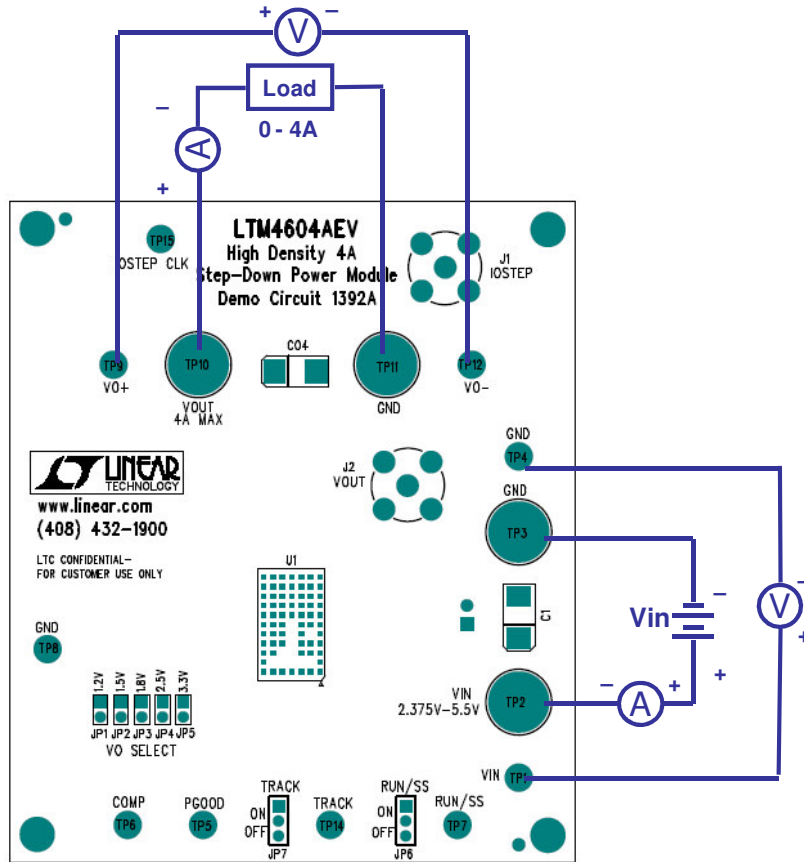 + V –
– Load
0 - 4A
A
+
LTM4604AEV
High Density 4A
Step-Down Power Module
Demo Circuit 1392A
TP15
IOSTEP CLK
J1
IOSTEP
CO4
TP9
TP10
TP11
TP12
VO+
VOUT
4A MAX
GND
VO-
GND
TP4
J2
VOUT
GND
TP3
LT LINEAR
TECHNOLOGY
www.linear.com
(408) 432-1900
LTC CONFIDENTIAL-
FOR CUSTOMER USE ONLY
U1
C1
Vin
–
+
–
V
+
GND
TP8
VIN
2.375V-5.5V
TP2
– A +
1.2V 1.5V 1.8V 2.5V 3.3V
JP1 JP2 JP3 JP4 JP5
VO SELECT
VIN TP1
COMP
TP6
PGOOD
TP5
TRACK
ON
OFF
JP7
TRACK
TP14
RUN/SS
ON
OFF
JP6
RUN/SS
TP7